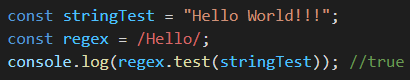 const stringTest = "Hello World!!!";
const regex = /Hello/;
console.log(regex.test(stringTest)); //true